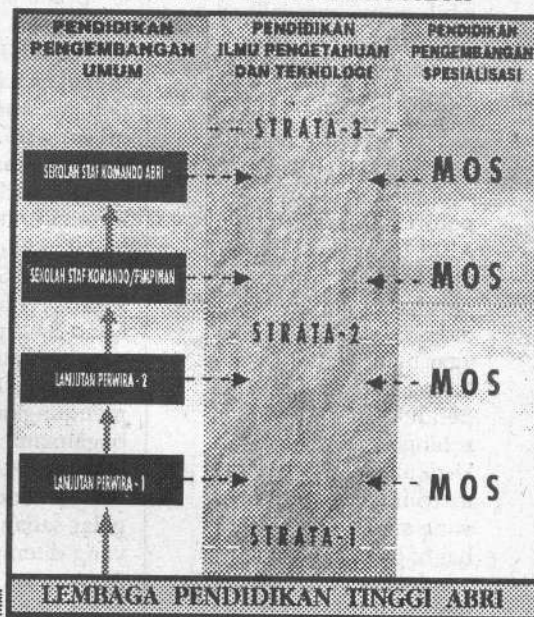 PENDIDIKAN
PENGEMBANGAN
UMUM
PENDIDIKAN
ILMU PENGETAHUAN
DAN TEKNOLOGI
PENDIDIKAN
PENGEMBANGAN
SPESIALISASI
STRATA-3
SEKOLAH STAF KOMANDO ABRI
MOS
SEKOLAH STAF KOMANDO/PIMPINAN
MOS
STRATA-2
LANJUTAN PERWIRA - 2
MOS
LANJUTAN PERWIRA - 1
MOS
STRATA-1
LEMBAGA PENDIDIKAN TINGGI ABRI